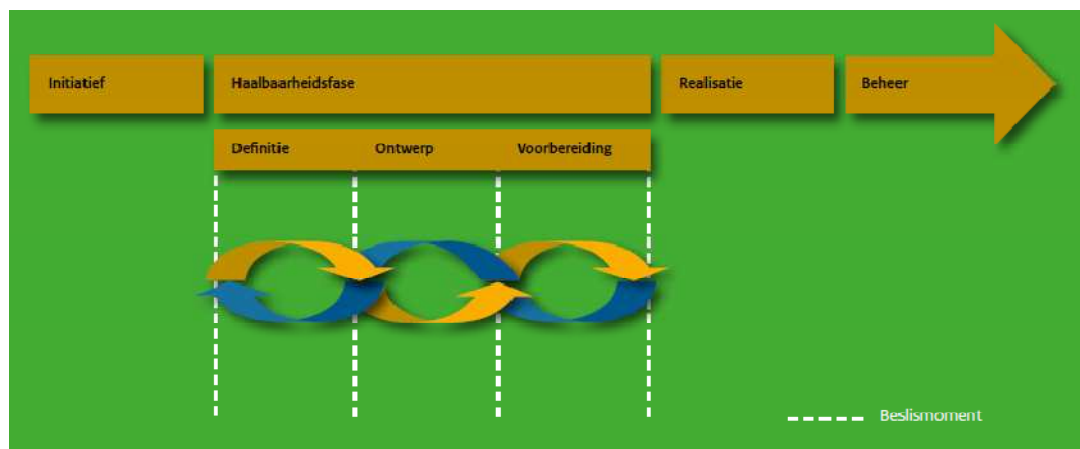 Initiatief
Haalbaarheidsfase
Realisatie
Beheer
Definitie
Ontwerp
Voorbereiding
Beslismoment